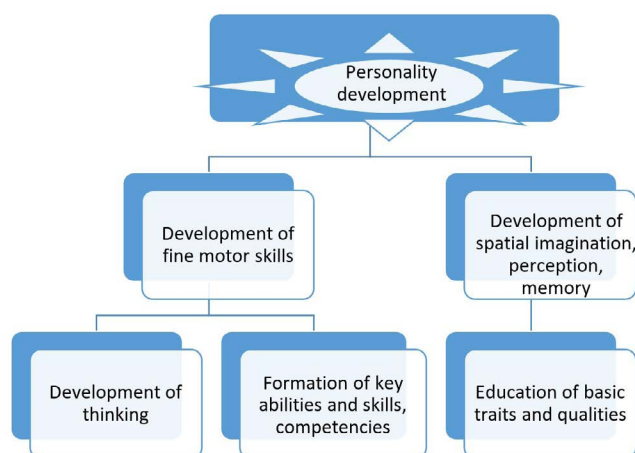 Personality
development
Development of
fine motor skills
Development of
spatial imagination,
perception,
memory
Development of
thinking
Formation of key
abilities and skills,
competencies
Education of basic
traits and qualities